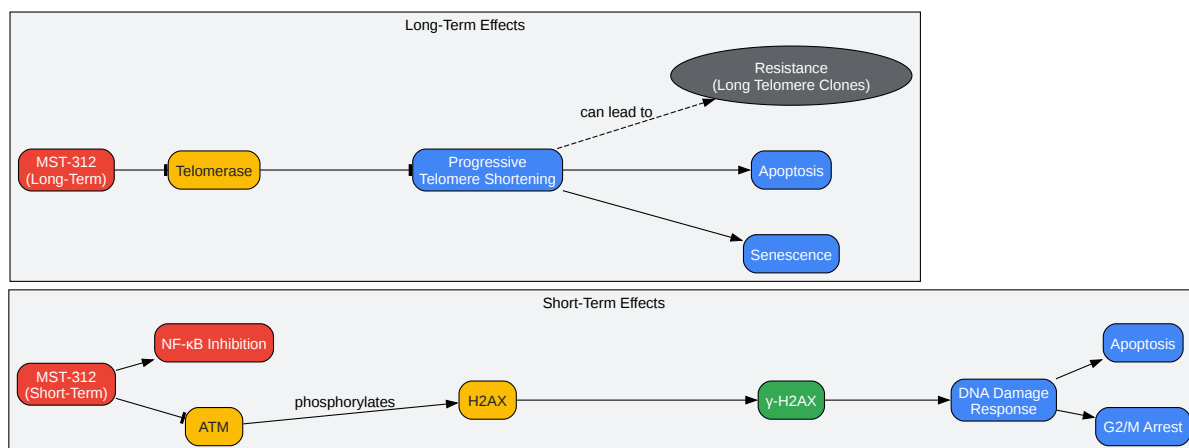 Long-Term Effects
Resistance
(Long Telomere Clones)
can lead to
MST-312
(Long-Term)
Telomerase
Progressive
Telomere Shortening
Apoptosis
Senescence
Short-Term Effects
NF-κB Inhibition
MST-312
(Short-Term)
ATM
phosphorylates
H2AX
γ-H2AX
DNA Damage
Response
Apoptosis
G2/M Arrest